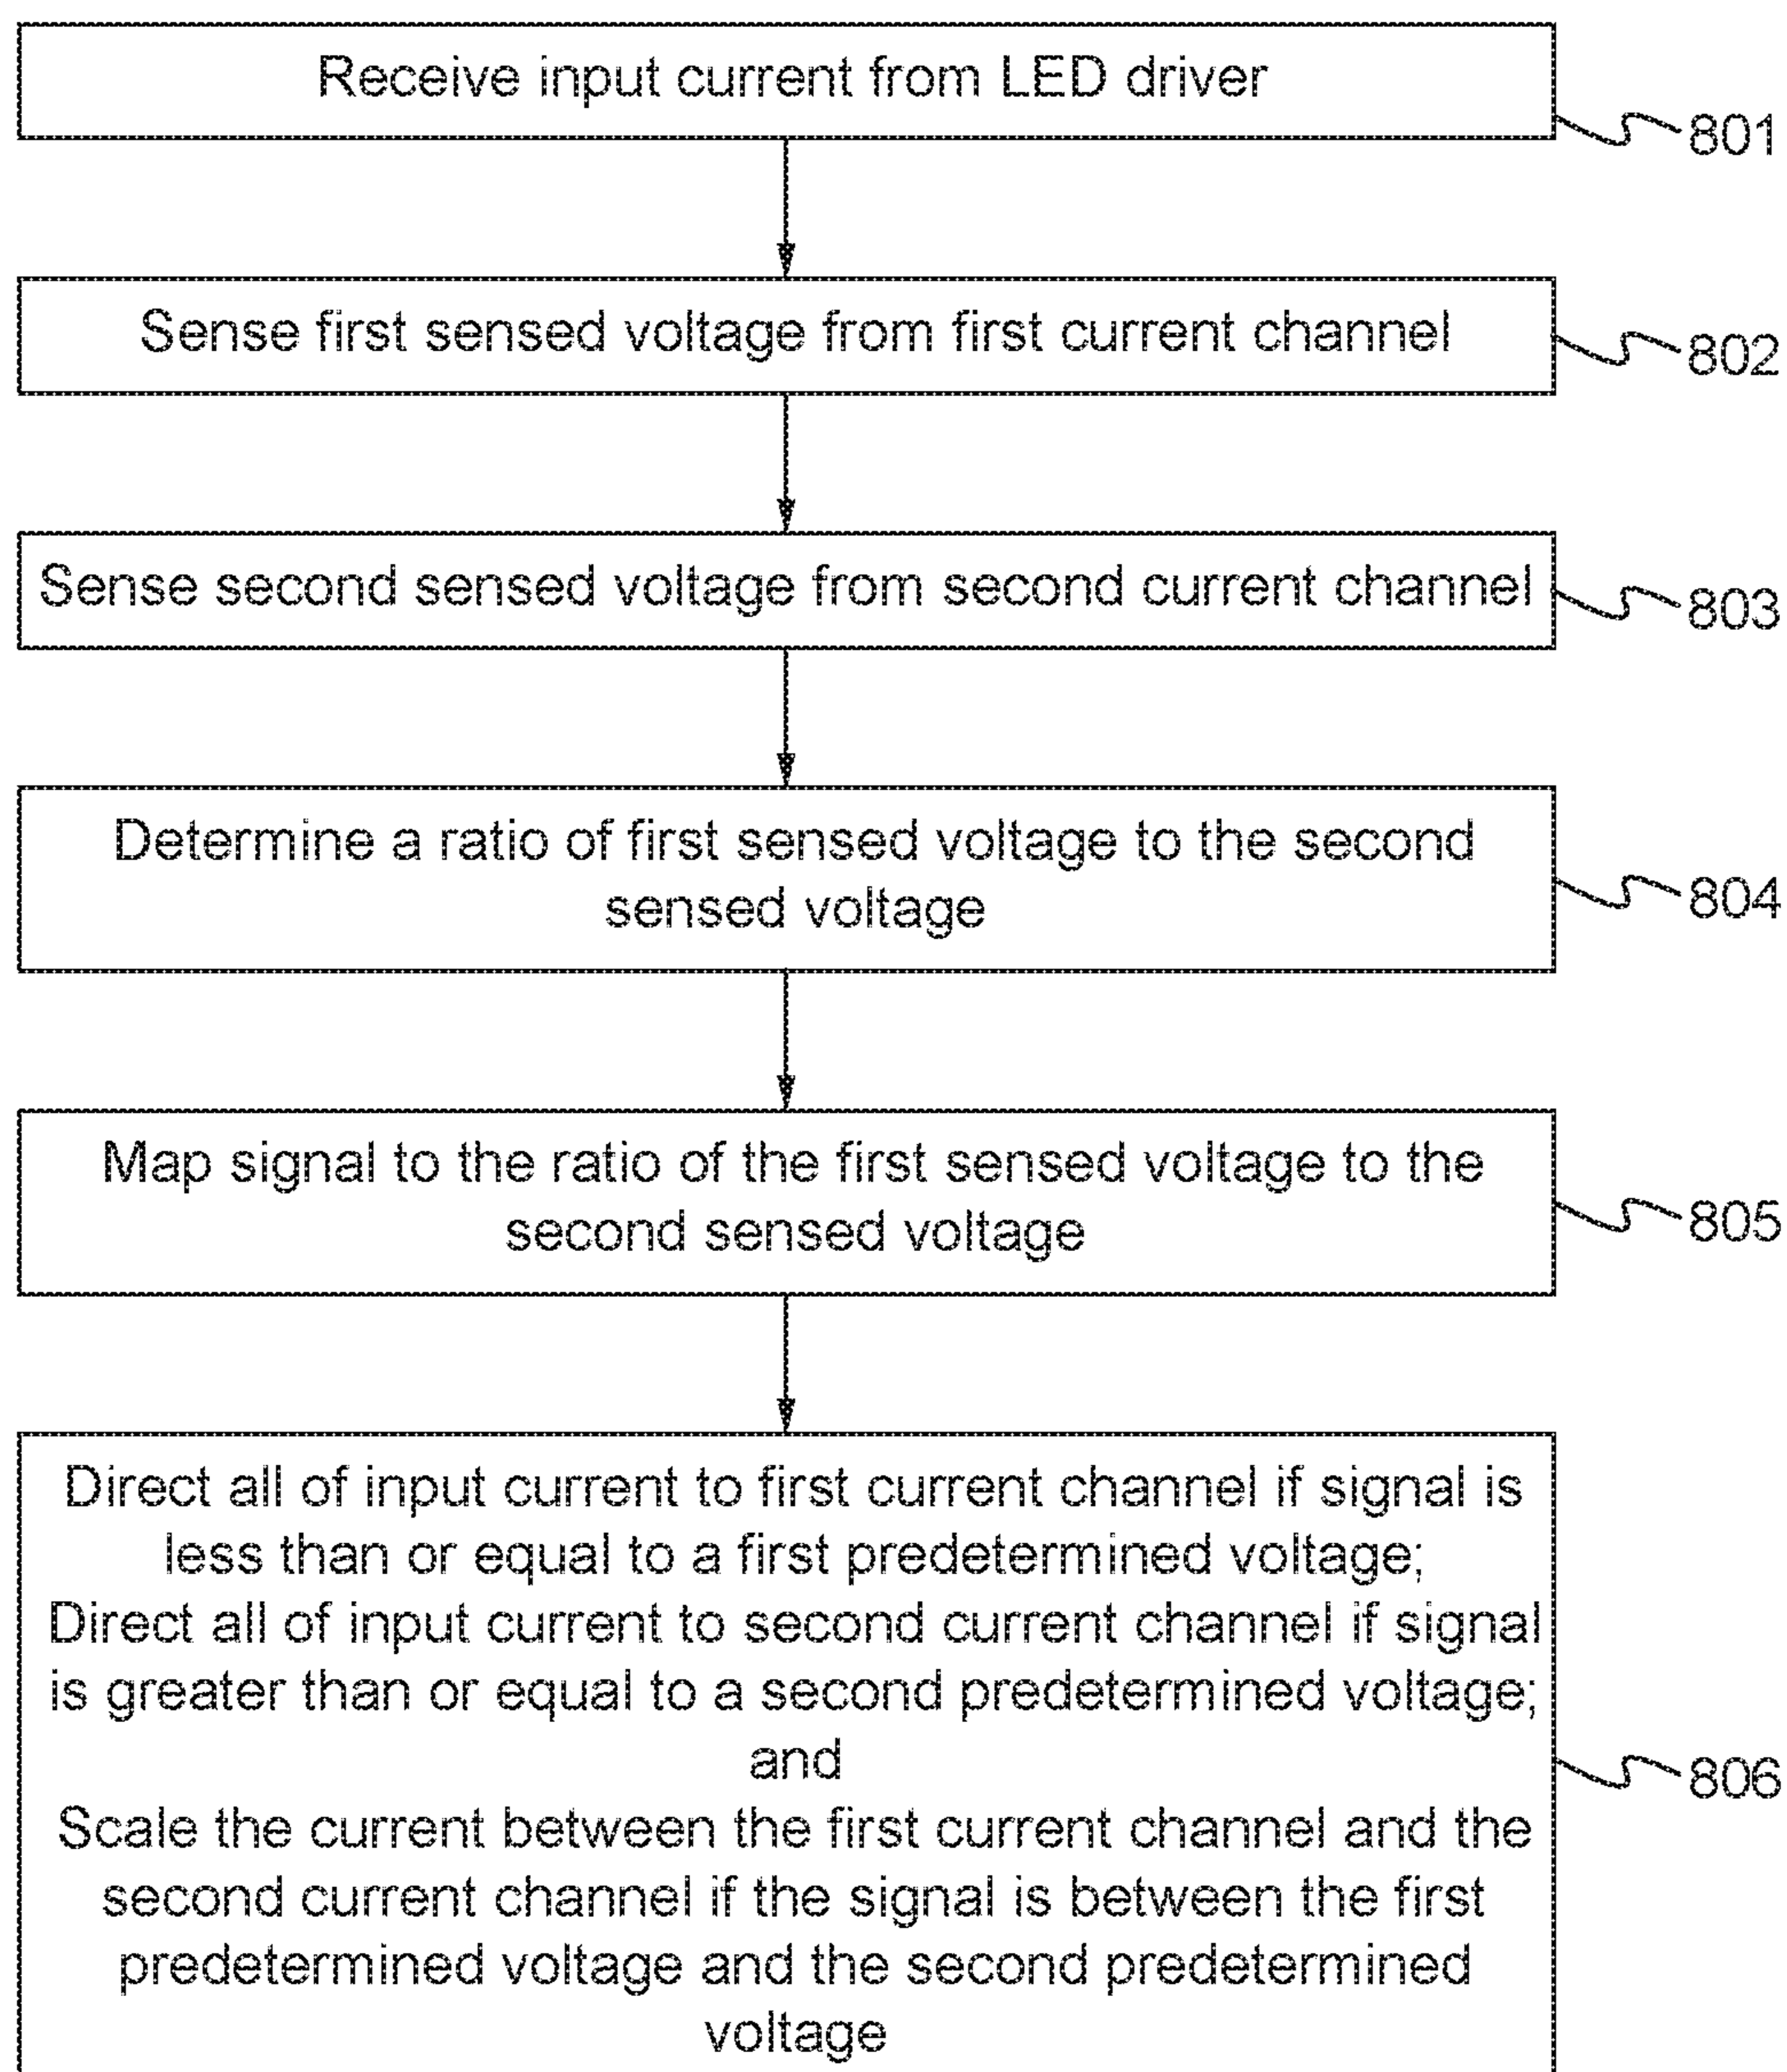 Receive input current from LED driver
801
Sense first sensed voltage from first current channel
802
Sense second sensed voltage from second current channel
803
Determine a ratio of first sensed voltage to the second
sensed voltage
804
Map signal to the ratio of the first sensed voltage to the
second sensed voltage
805
Direct all of input current to first current channel if signal is
less than or equal to a first predetermined voltage;
Direct all of input current to second current channel if signal
is greater than or equal to a second predetermined voltage;
and
Scale the current between the first current channel and the
second current channel if the signal is between the first
predetermined voltage and the second predetermined
voltage
806